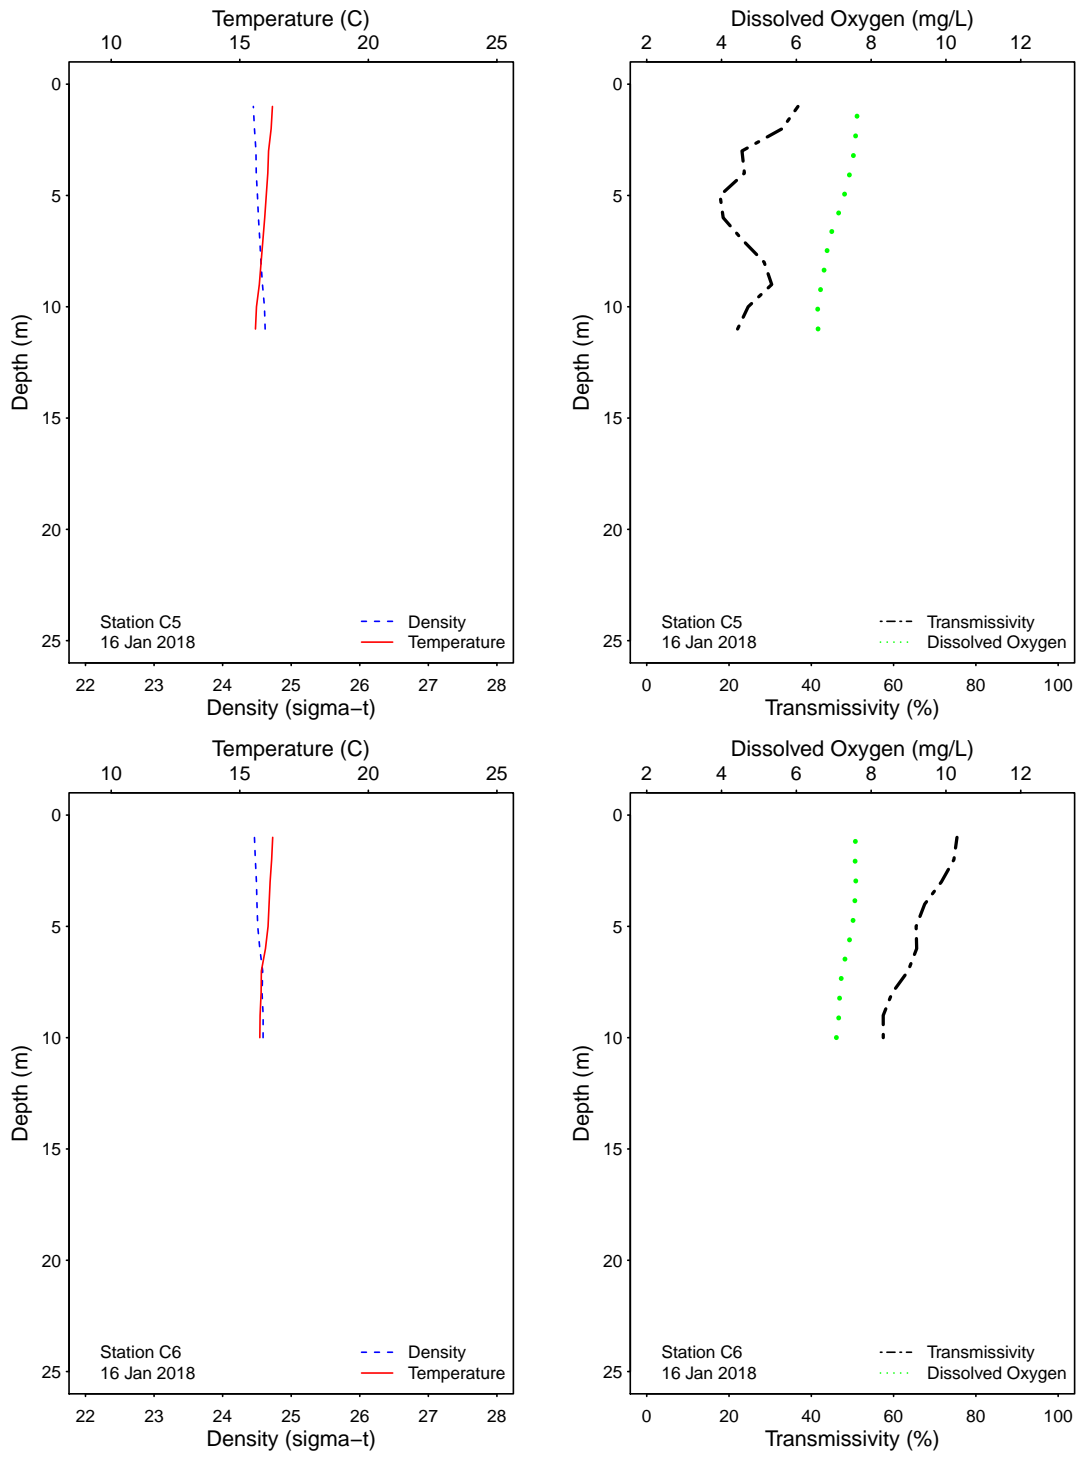 Temperature (C)
10 15 20 25
0
5
10
15
20
25
Depth (m)
Station C5
16 Jan 2018
Density
Temperature
22 23 24 25 26 27 28
Density (sigma−t)
Dissolved Oxygen (mg/L)
2 4 6 8 10 12
0
5
10
15
20
25
Depth (m)
Station C5
16 Jan 2018
Transmissivity
Dissolved Oxygen
0 20 40 60 80 100
Transmissivity (%)
Temperature (C)
10 15 20 25
0
5
10
15
20
25
Depth (m)
Station C6
16 Jan 2018
Density
Temperature
22 23 24 25 26 27 28
Density (sigma−t)
Dissolved Oxygen (mg/L)
2 4 6 8 10 12
0
5
10
15
20
25
Depth (m)
Station C6
16 Jan 2018
Transmissivity
Dissolved Oxygen
0 20 40 60 80 100
Transmissivity (%)